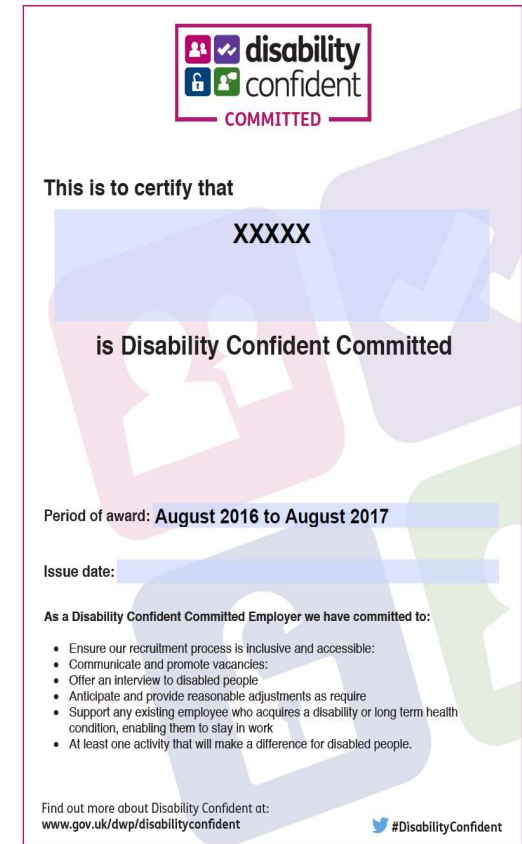 disability
confident
COMMITTED
This is to certify that
XXXXX
is Disability Confident Committed
Period of award: August 2016 to August 2017
Issue date:
As a Disability Confident Committed Employer we have committed to:
• Ensure our recruitment process is inclusive and accessible:
• Communicate and promote vacancies:
• Offer an interview to disabled people
• Anticipate and provide reasonable adjustments as require
• Support any existing employee who acquires a disability or long term health
condition, enabling them to stay in work
• At least one activity that will make a difference for disabled people.
Find out more about Disability Confident at:
www.gov.uk/dwp/disabilityconfident
#DisabilityConfident